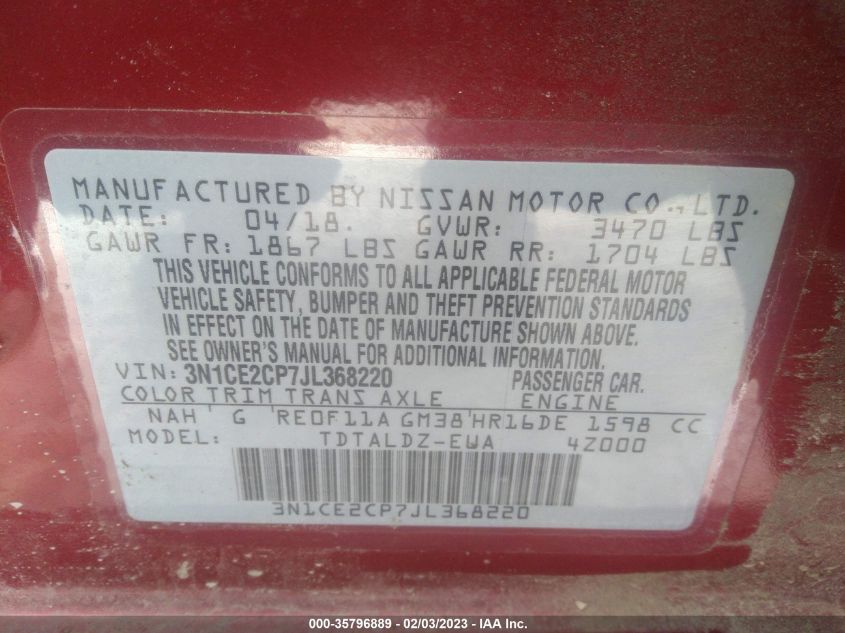 MANUFACTURED BY NISSAN MOTOR CO., LTD.
DATE: 04/18. GVWR: 3470 LBS
GAWR FR: 1867 LBS GAWR RR: 1704 LBS
THIS VEHICLE CONFORMS TO ALL APPLICABLE FEDERAL MOTOR
VEHICLE SAFETY, BUMPER AND THEFT PREVENTION STANDARDS
IN EFFECT ON THE DATE OF MANUFACTURE SHOWN ABOVE.
SEE OWNER'S MANUAL FOR ADDITIONAL INFORMATION.
VIN: 3N1CE2CP7JL368220 PASSENGER CAR.
COLOR TRIM TRANS AXLE ENGINE
NAH G RE0F11A GM38 HR16DE 1598 CC
MODEL: TDTALDZ-EWA 4Z000
3N1CE2CP7JL368220
000-35796889 — 02/03/2023 — IAA Inc.